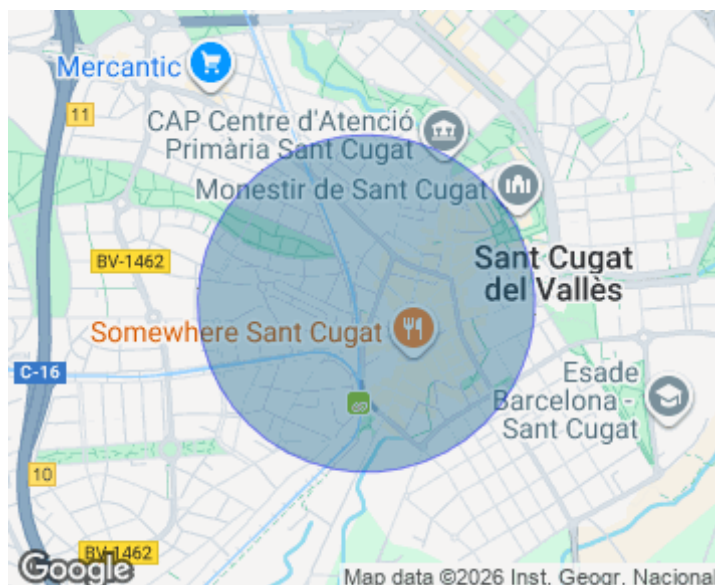 Mercantic
11
CAP Centre d'Atenció
Primària Sant Cugat
Monestir de Sant Cugat
BV-1462
Sant Cugat
del Vallès
Somewhere Sant Cugat
C-16
Esade
Barcelona -
Sant Cugat
10
BV-1462
Google
Map data ©2026 Inst. Geogr. Nacional